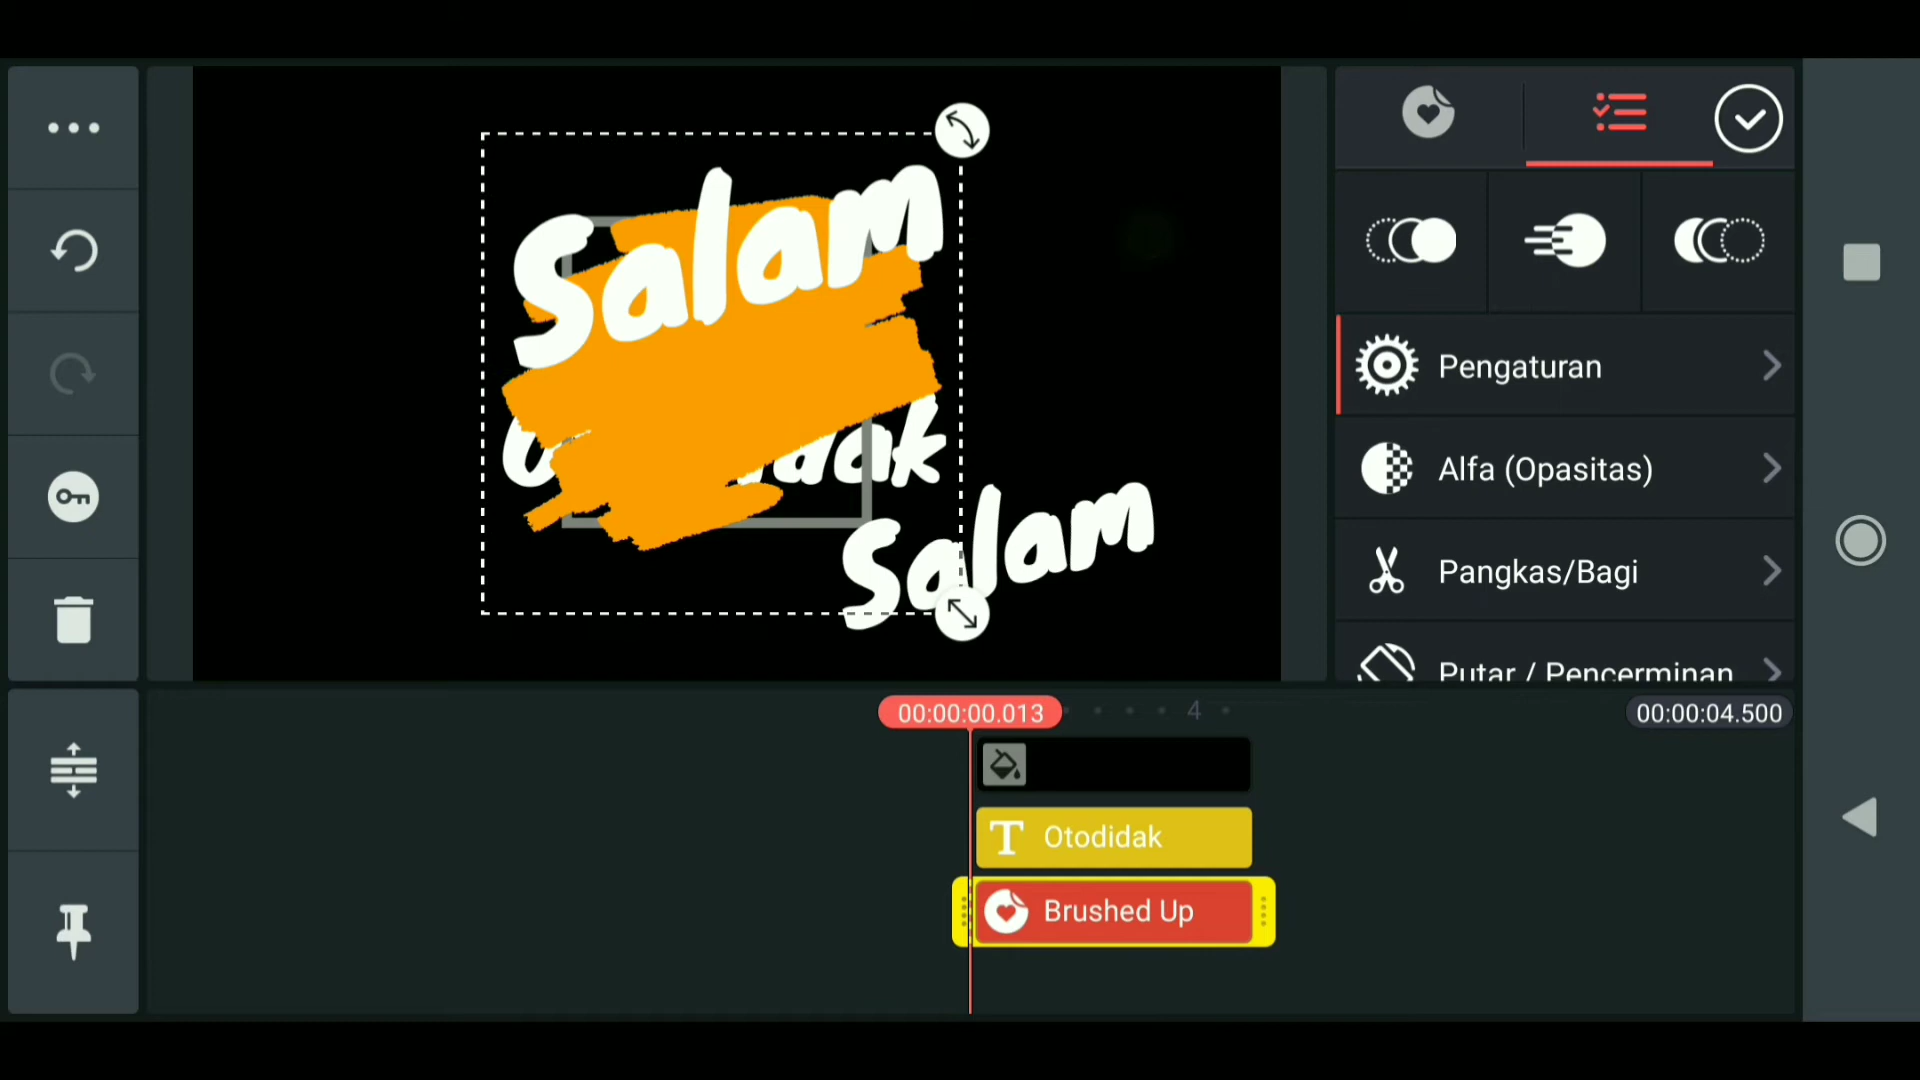 Salam
Salam
Pengaturan
Alfa (Opasitas)
Pangkas/Bagi
Putar / Pencerminan
00:00:00.013
4
00:00:04.500
T Otodidak
Brushed Up